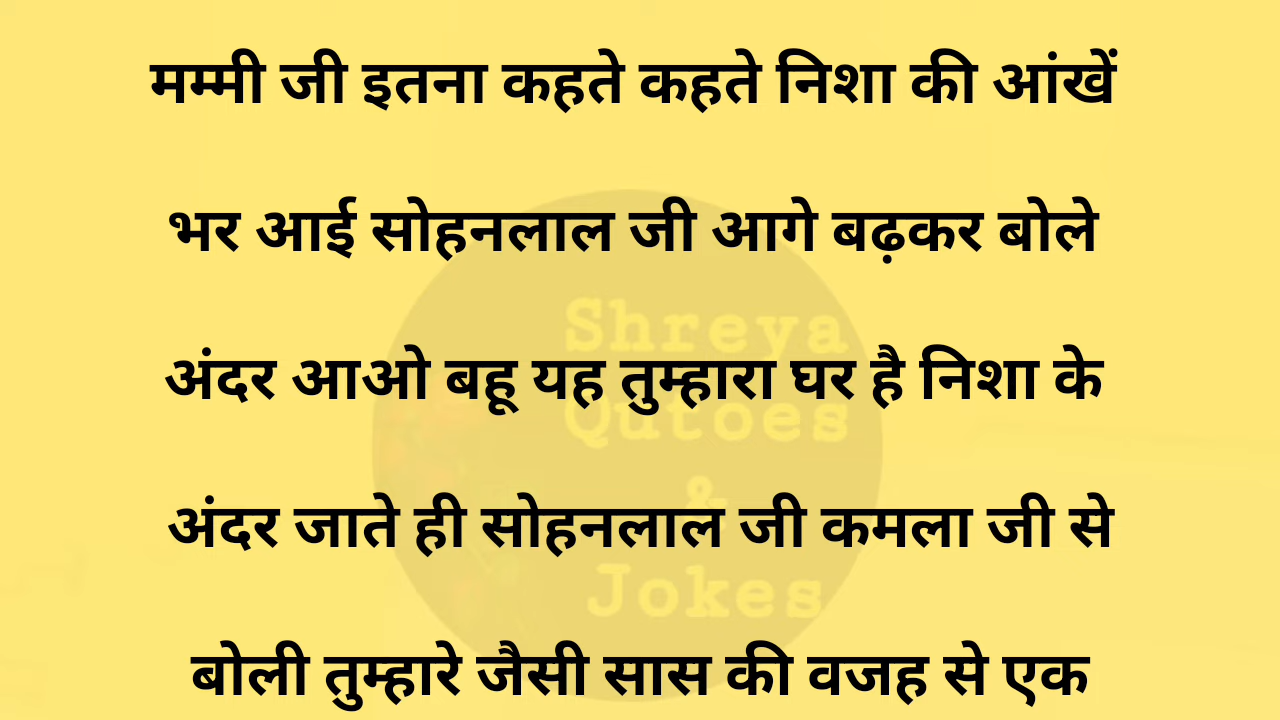 मम्मी जी इतना कहते कहते निशा की आंखें
भर आई सोहनलाल जी आगे बढ़कर बोले
Shreya
अंदर आओ बहू यह तुम्हारा घर है निशा के
Qutoes
&
अंदर जाते ही सोहनलाल जी कमला जी से
Jokes
बोली तुम्हारे जैसी सास की वजह से एक